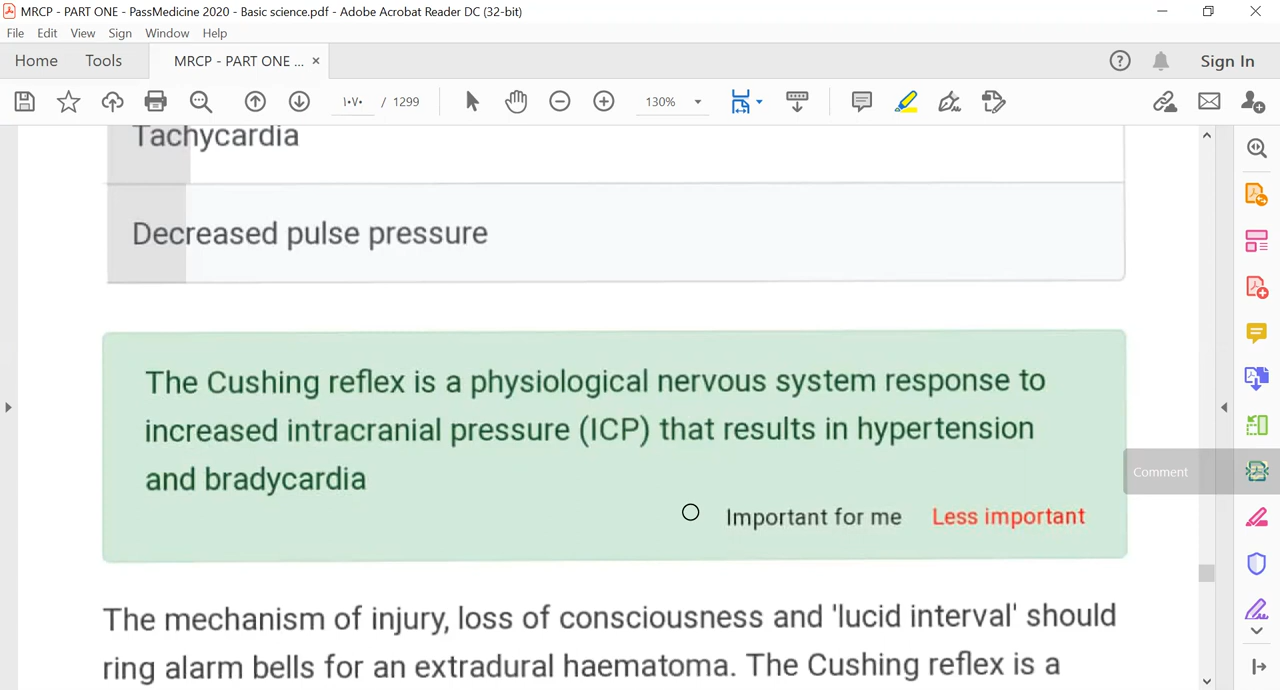 MRCP - PART ONE - PassMedicine 2020 - Basic science.pdf - Adobe Acrobat Reader DC (32-bit)
File Edit View Sign Window Help
Home Tools MRCP - PART ONE ... × Sign In
/ 1299 130%
Tachycardia
Decreased pulse pressure
The Cushing reflex is a physiological nervous system response to
increased intracranial pressure (ICP) that results in hypertension
and bradycardia
Comment
Important for me Less important
The mechanism of injury, loss of consciousness and 'lucid interval' should
ring alarm bells for an extradural haematoma. The Cushing reflex is a